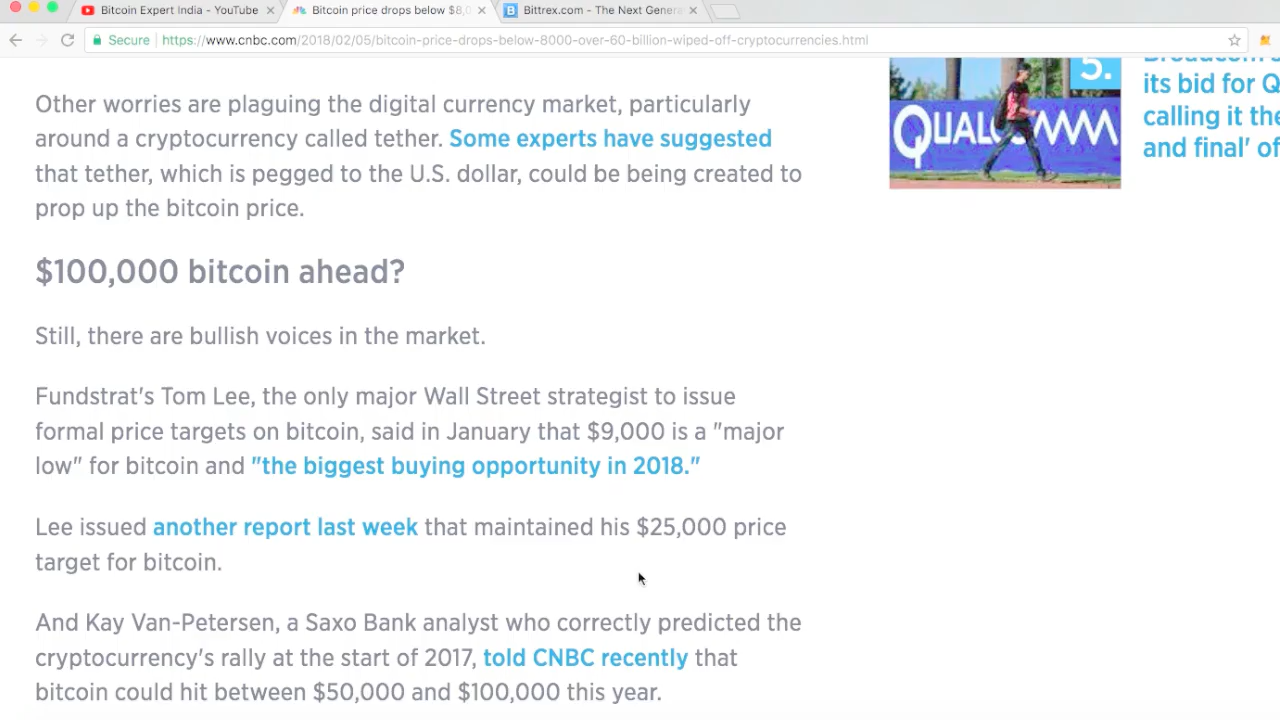 Bitcoin Expert India - YouTube
Bitcoin price drops below $8,0
Bittrex.com - The Next Genera
Secure https://www.cnbc.com/2018/02/05/bitcoin-price-drops-below-8000-over-60-billion-wiped-off-cryptocurrencies.html
Other worries are plaguing the digital currency market, particularly
around a cryptocurrency called tether. Some experts have suggested
that tether, which is pegged to the U.S. dollar, could be being created to
prop up the bitcoin price.
$100,000 bitcoin ahead?
Still, there are bullish voices in the market.
Fundstrat's Tom Lee, the only major Wall Street strategist to issue
formal price targets on bitcoin, said in January that $9,000 is a "major
low" for bitcoin and "the biggest buying opportunity in 2018."
Lee issued another report last week that maintained his $25,000 price
target for bitcoin.
And Kay Van-Petersen, a Saxo Bank analyst who correctly predicted the
cryptocurrency's rally at the start of 2017, told CNBC recently that
bitcoin could hit between $50,000 and $100,000 this year.
5.
QUALCOMM
its bid for Q
calling it the
and final' of